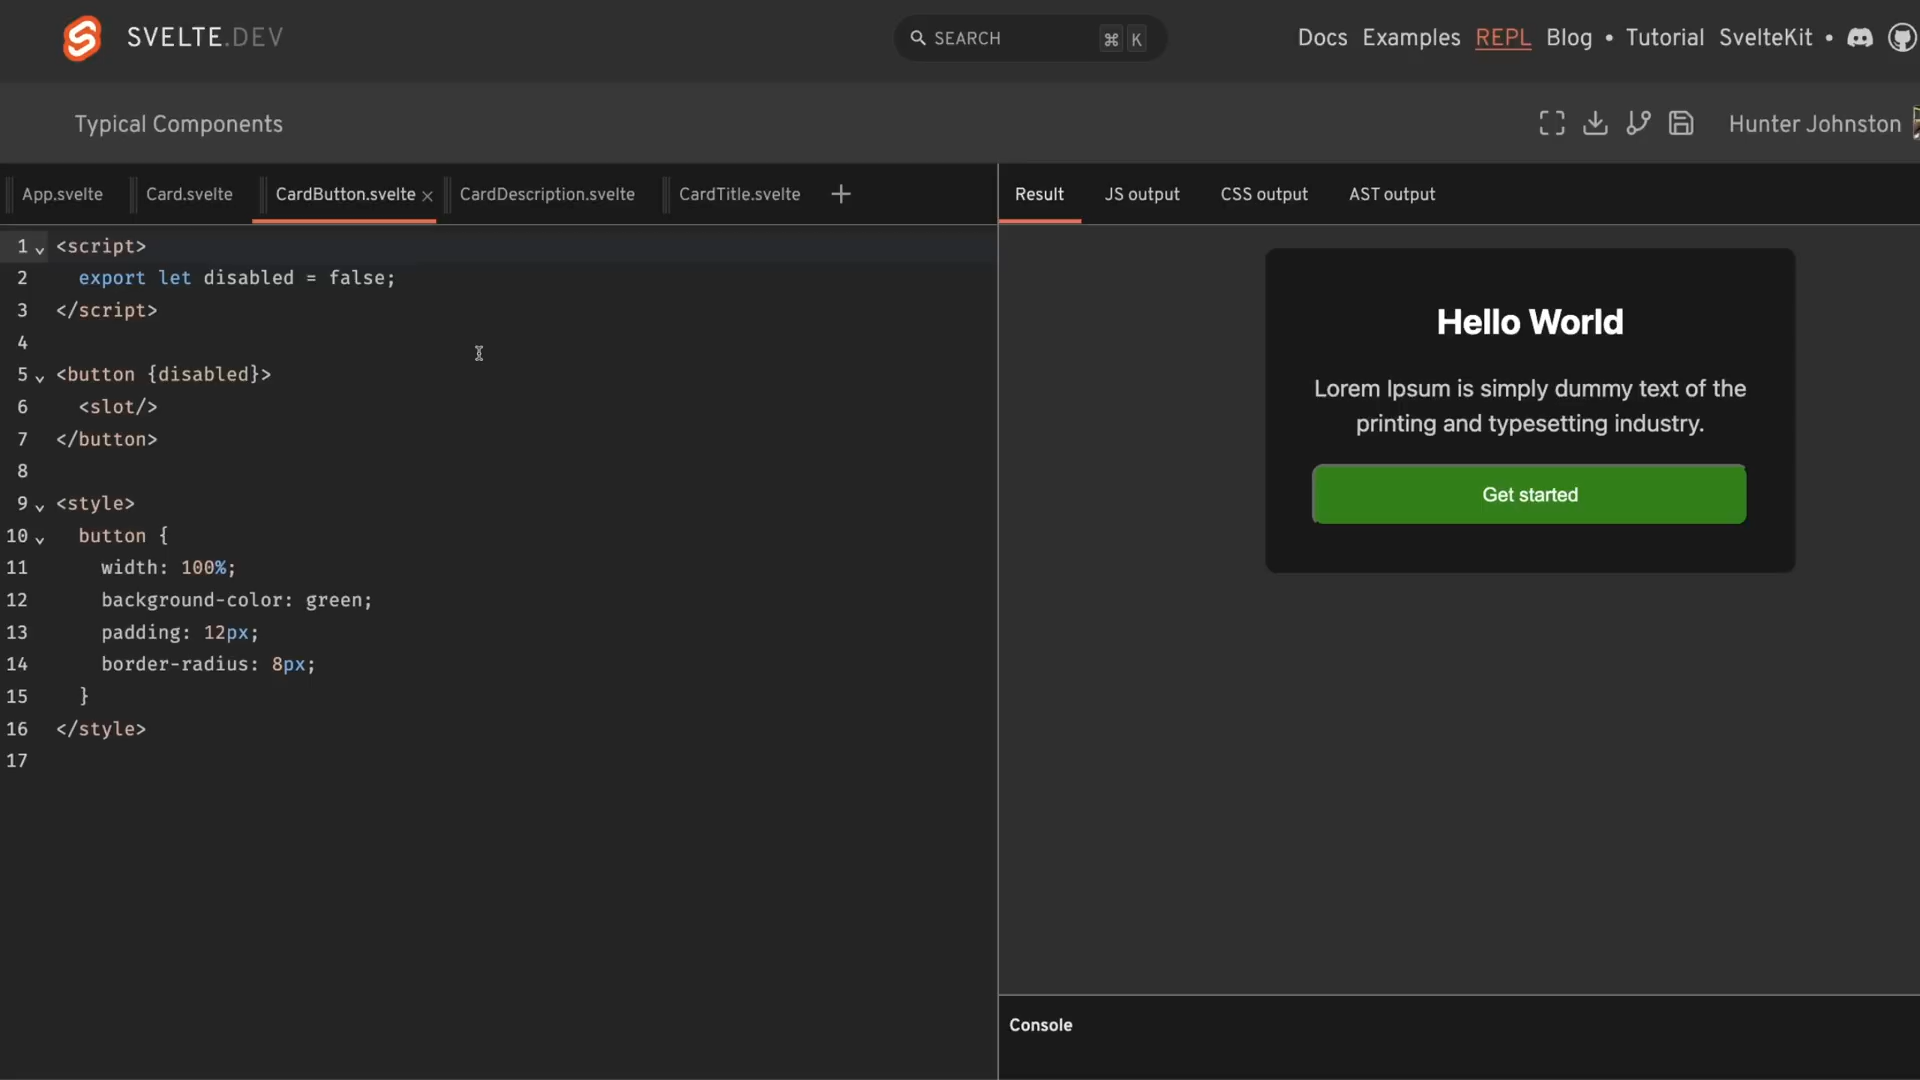 SVELTE.DEV
SEARCH ⌘ K
Docs Examples REPL Blog • Tutorial SvelteKit •
Typical Components
Hunter Johnston
App.svelte Card.svelte CardButton.svelte × CardDescription.svelte CardTitle.svelte +
Result JS output CSS output AST output
1 <script>
2 export let disabled = false;
3 </script>
4
5 <button {disabled}>
6 <slot/>
7 </button>
8
9 <style>
10 button {
11 width: 100%;
12 background-color: green;
13 padding: 12px;
14 border-radius: 8px;
15 }
16 </style>
17
Hello World
Lorem Ipsum is simply dummy text of the
printing and typesetting industry.
Get started
Console